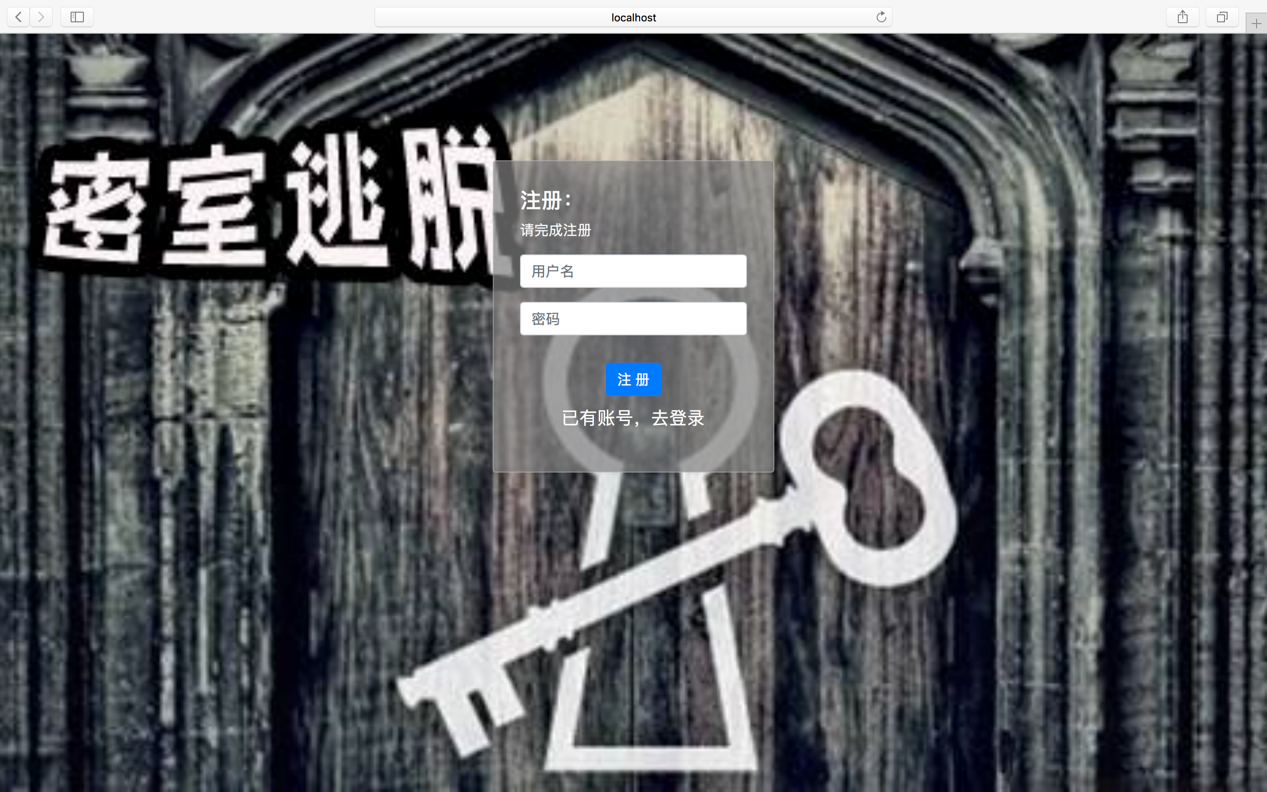 localhost
密室逃脱
注册：
请完成注册
用户名
密码
注 册
已有账号，去登录